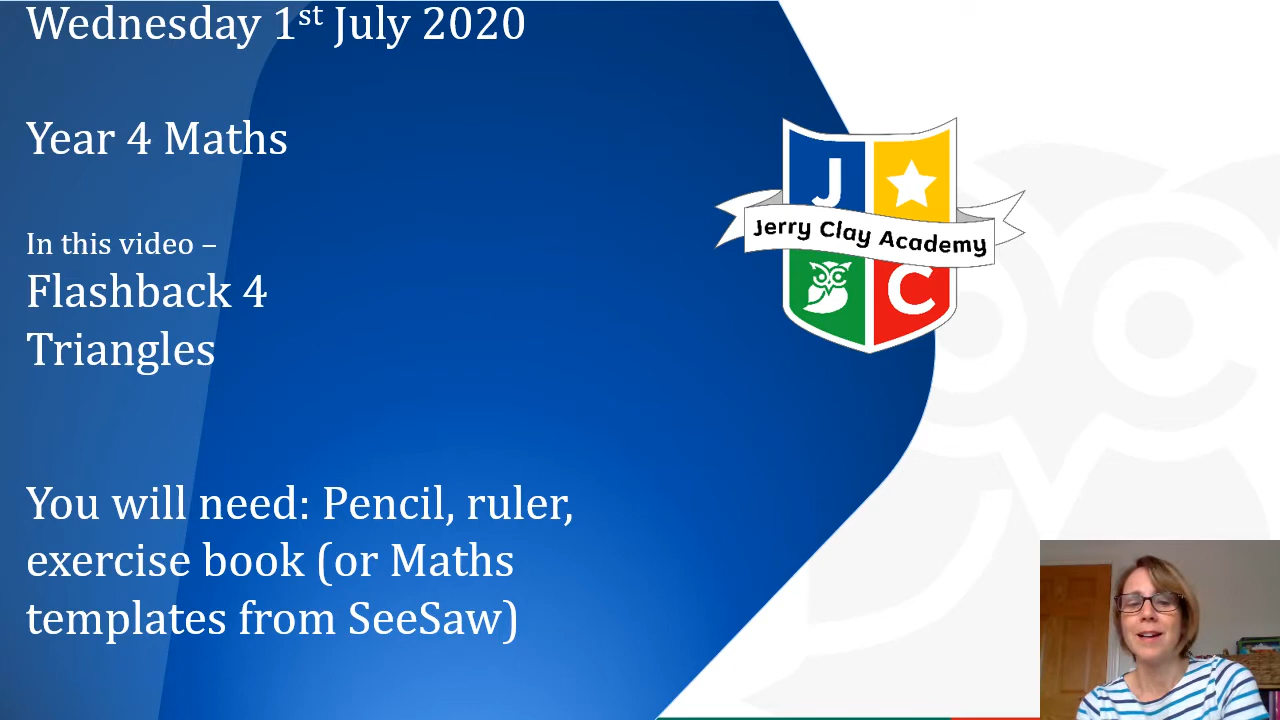 Wednesday 1st July 2020
Year 4 Maths
In this video –
Flashback 4
Triangles
You will need: Pencil, ruler,
exercise book (or Maths
templates from SeeSaw)
J
Jerry Clay Academy
C